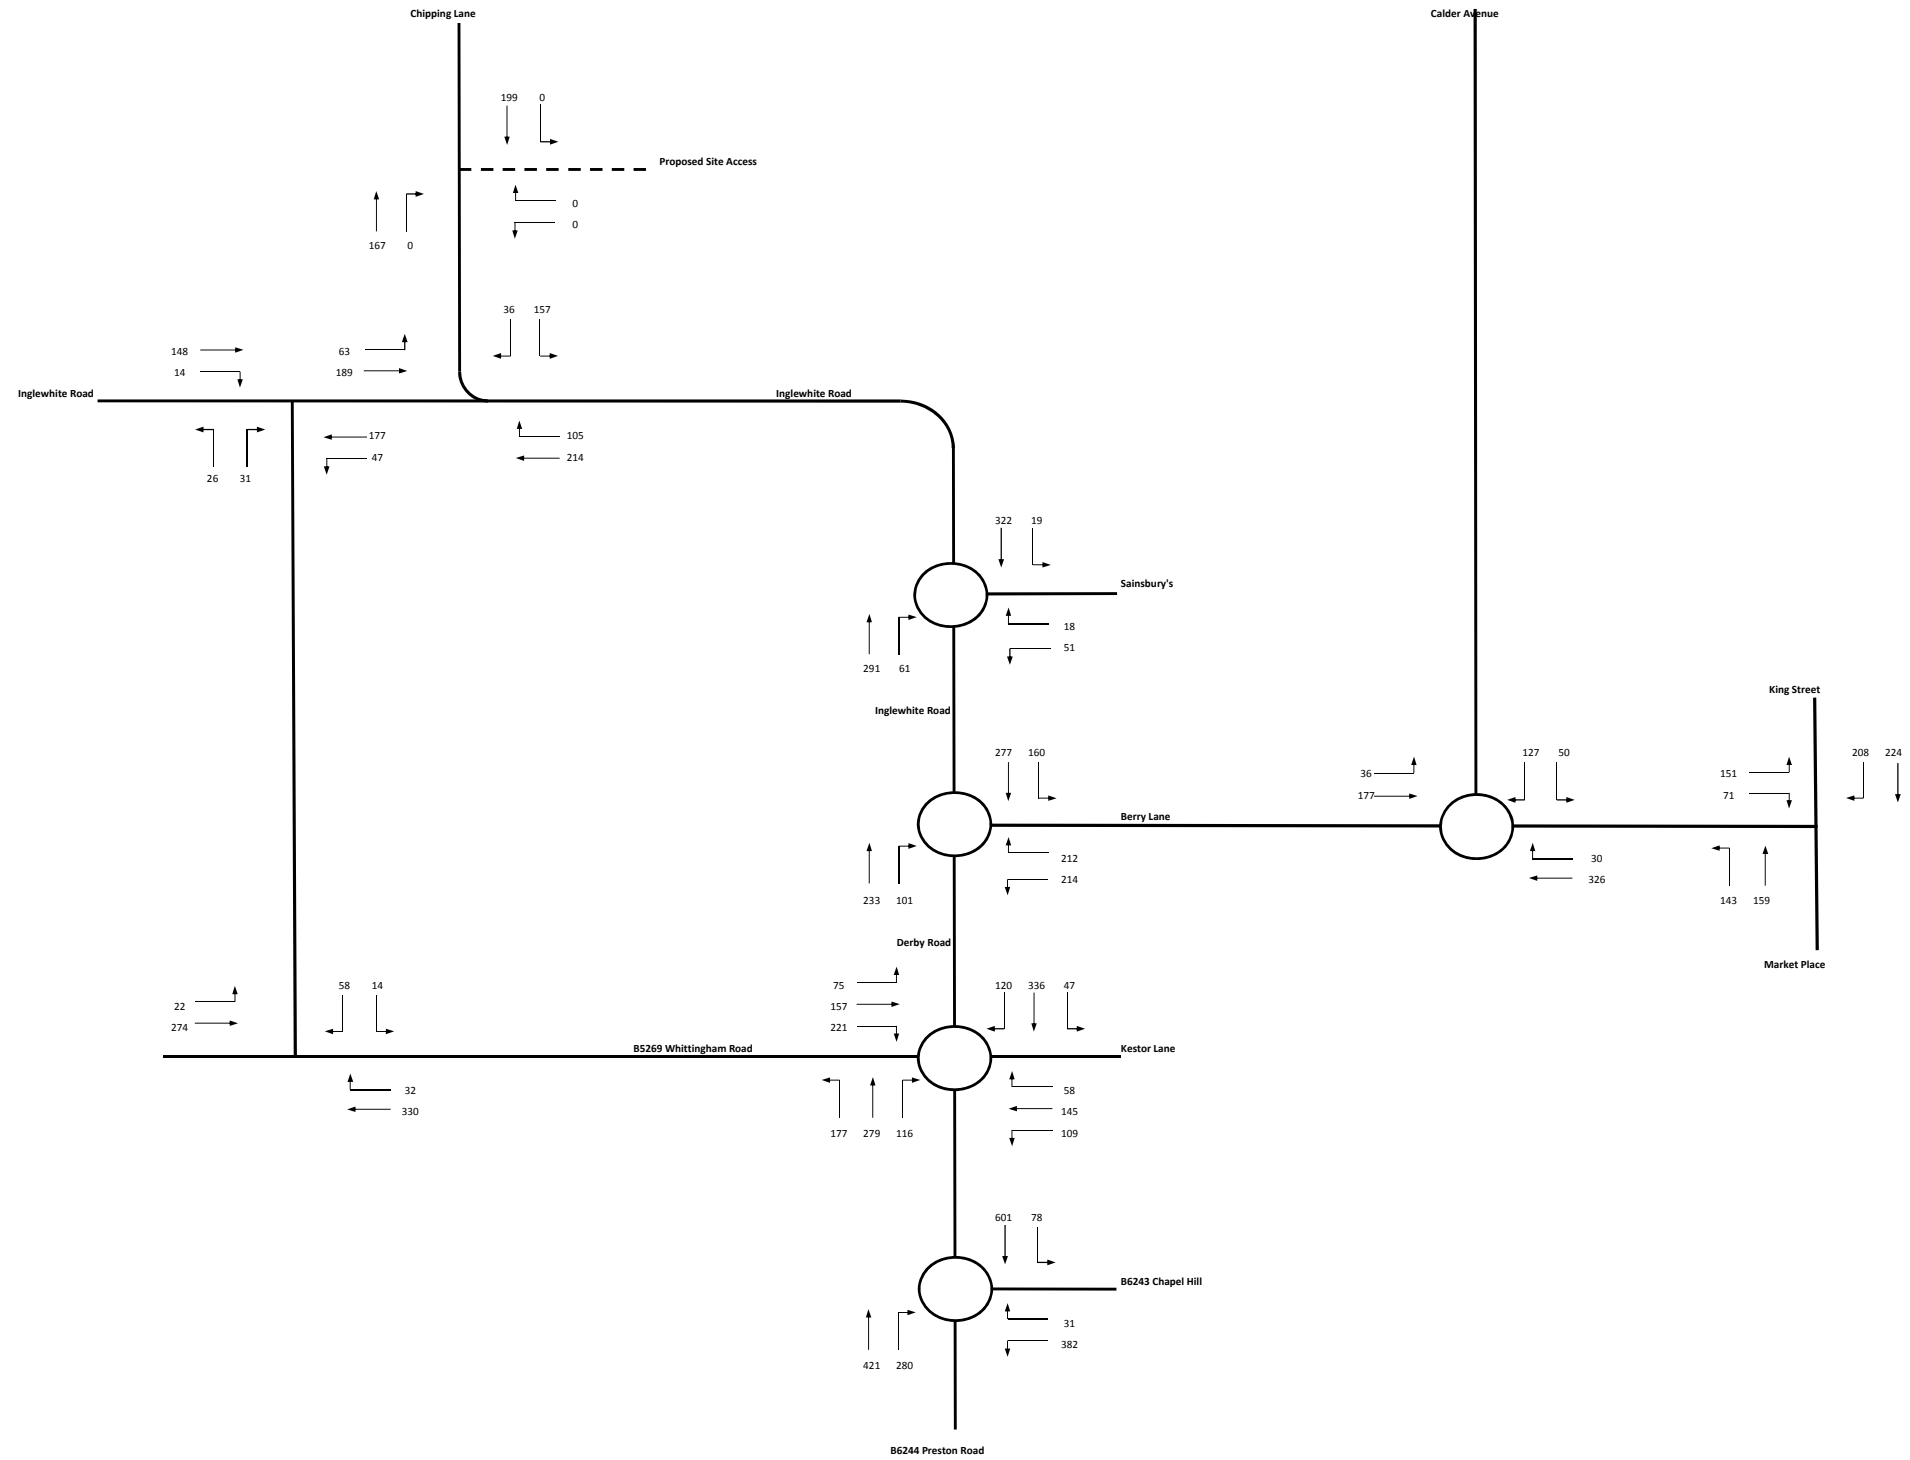 Chipping Lane
Calder Avenue
199 0
Proposed Site Access
0
0
167 0
36 157
148
14
63
189
Inglewhite Road
Inglewhite Road
177
47
105
214
26 31
322 19
Sainsbury's
18
51
291 61
King Street
Inglewhite Road
277 160
127 50
208 224
36
177
151
71
Berry Lane
212
214
30
326
233 101
143 159
Derby Road
Market Place
22
274
58 14
75
157
221
120 336 47
B5269 Whittingham Road
Kestor Lane
32
330
58
145
109
177 279 116
601 78
B6243 Chapel Hill
31
382
421 280
B6244 Preston Road